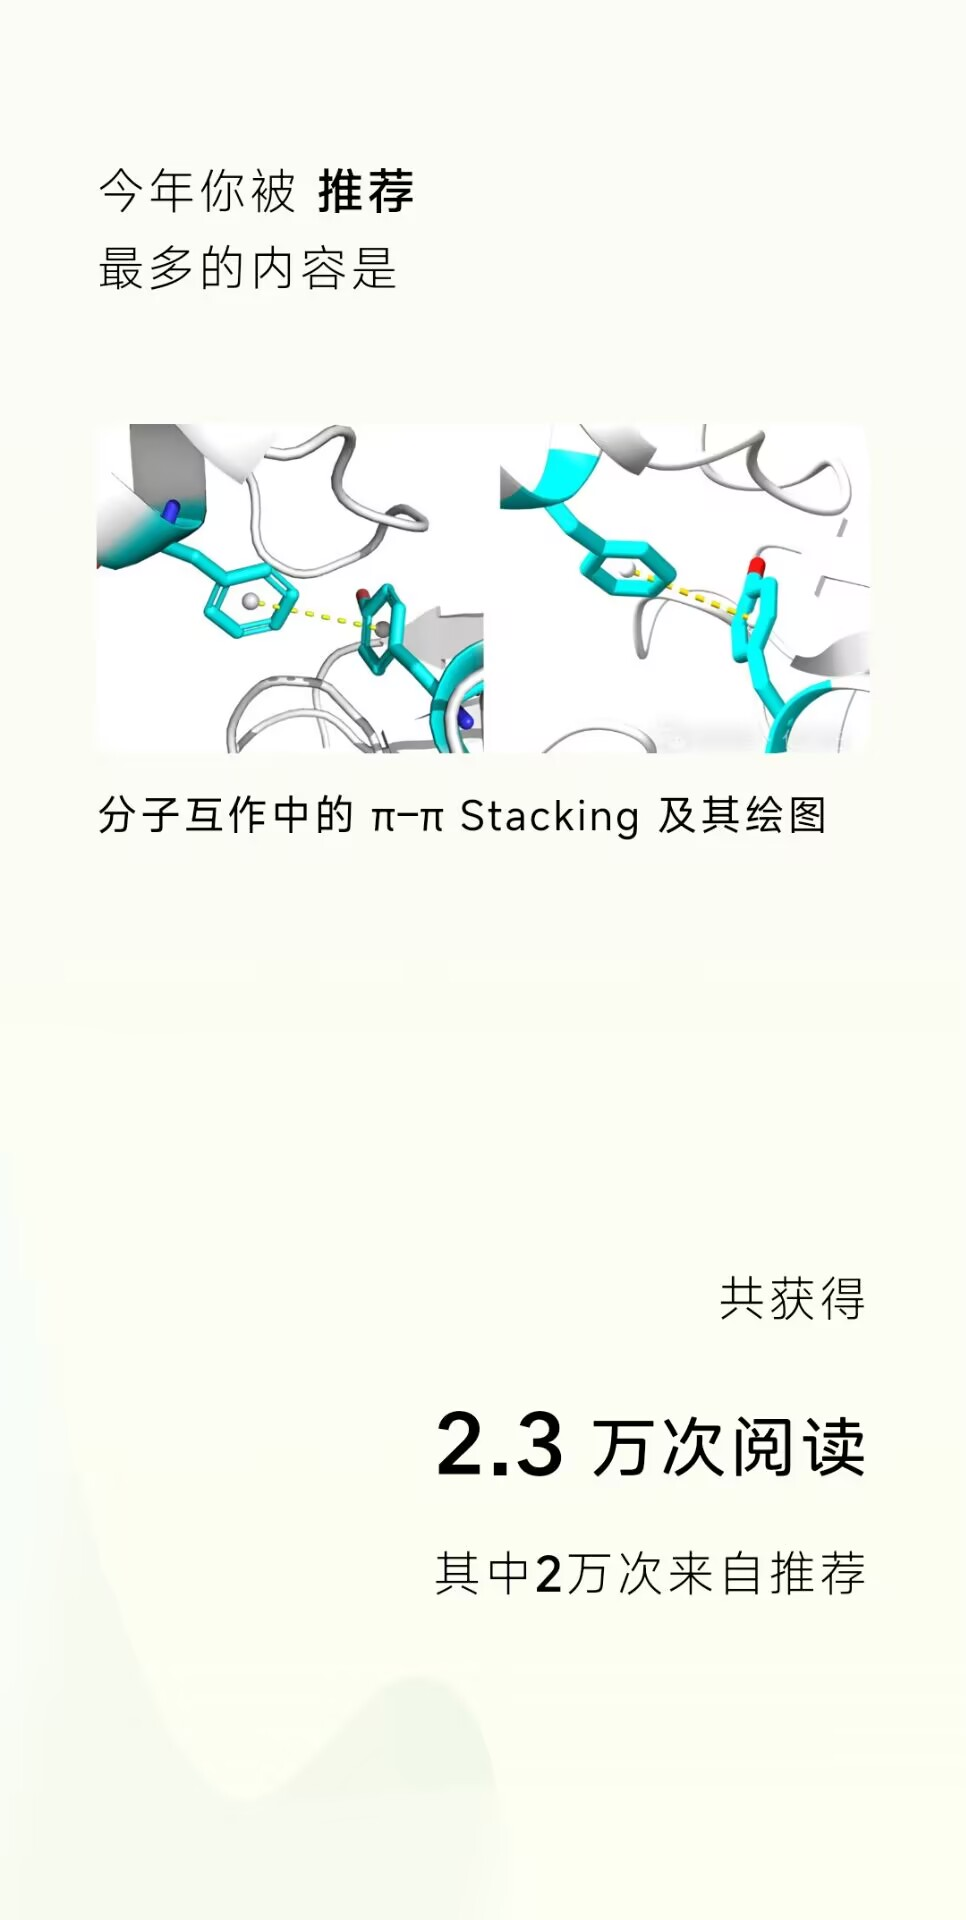 今年你被 推荐
最多的内容是
分子互作中的 π–π Stacking 及其绘图
共获得
2.3 万次阅读
其中2万次来自推荐